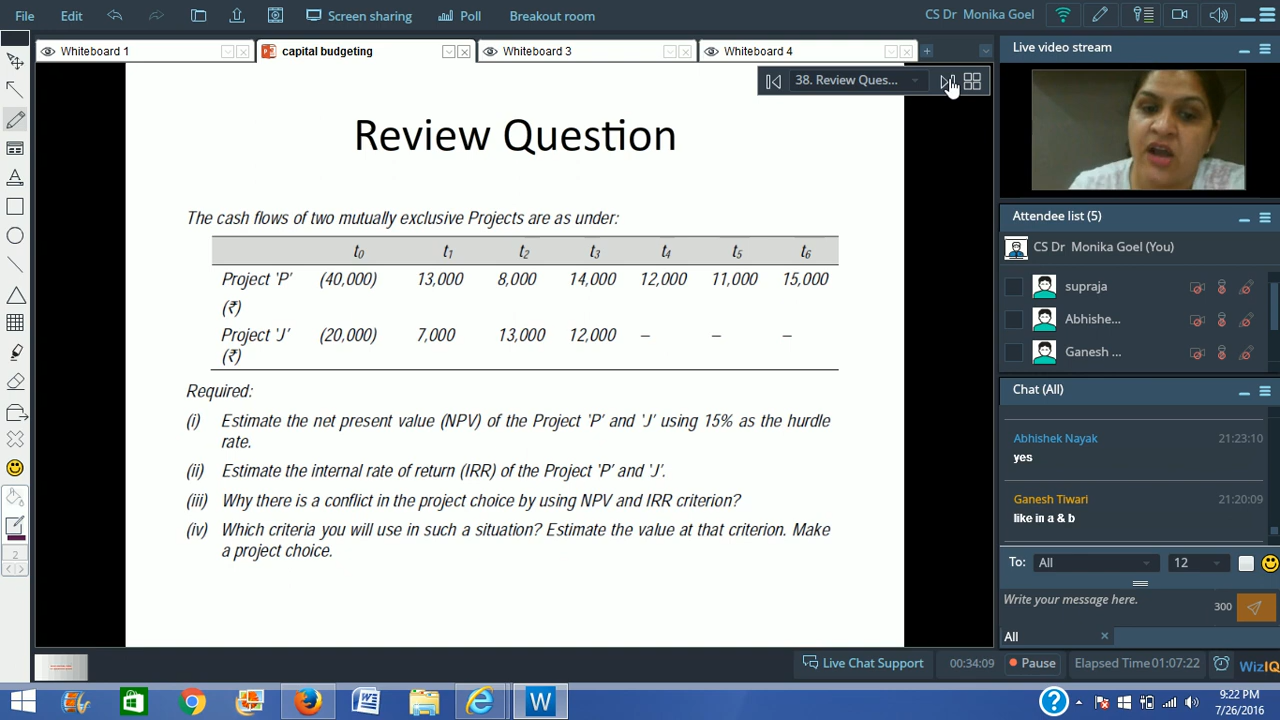 File Edit Screen sharing Poll Breakout room CS Dr Monika Goel
Whiteboard 1 capital budgeting Whiteboard 3 Whiteboard 4
Live video stream
38. Review Ques...
Review Question
The cash flows of two mutually exclusive Projects are as under:
t0 t1 t2 t3 t4 t5 t6
Project 'P' (40,000) 13,000 8,000 14,000 12,000 11,000 15,000
(₹)
Project 'J' (20,000) 7,000 13,000 12,000 – – –
(₹)
Required:
(i) Estimate the net present value (NPV) of the Project 'P' and 'J' using 15% as the hurdle
rate.
(ii) Estimate the internal rate of return (IRR) of the Project 'P' and 'J'.
(iii) Why there is a conflict in the project choice by using NPV and IRR criterion?
(iv) Which criteria you will use in such a situation? Estimate the value at that criterion. Make
a project choice.
Attendee list (5)
CS Dr Monika Goel (You)
supraja
Abhishe...
Ganesh ...
Chat (All)
Abhishek Nayak 21:23:10
yes
Ganesh Tiwari 21:20:09
like in a & b
To: All 12
Write your message here. 300
All
2
Live Chat Support 00:34:09 Pause Elapsed Time 01:07:22 WizIQ
9:22 PM
7/26/2016